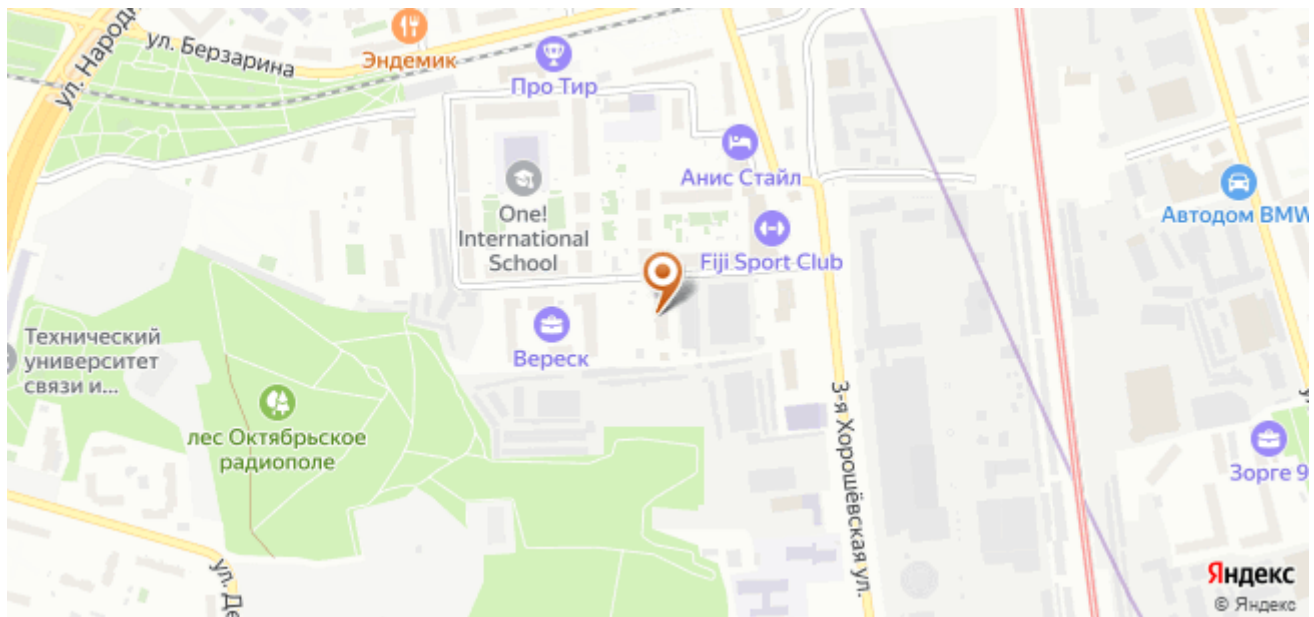 ул. Народн
ул. Берзарина
Эндемик
Про Тир
Анис Стайл
Автодом BMW
One!
International
School
Fiji Sport Club
Вереск
Технический
университет
связи и...
3-я Хорошёвская ул.
лес Октябрьское
радиополе
Зорге 9
ул. Де
Яндекс
© Яндекс